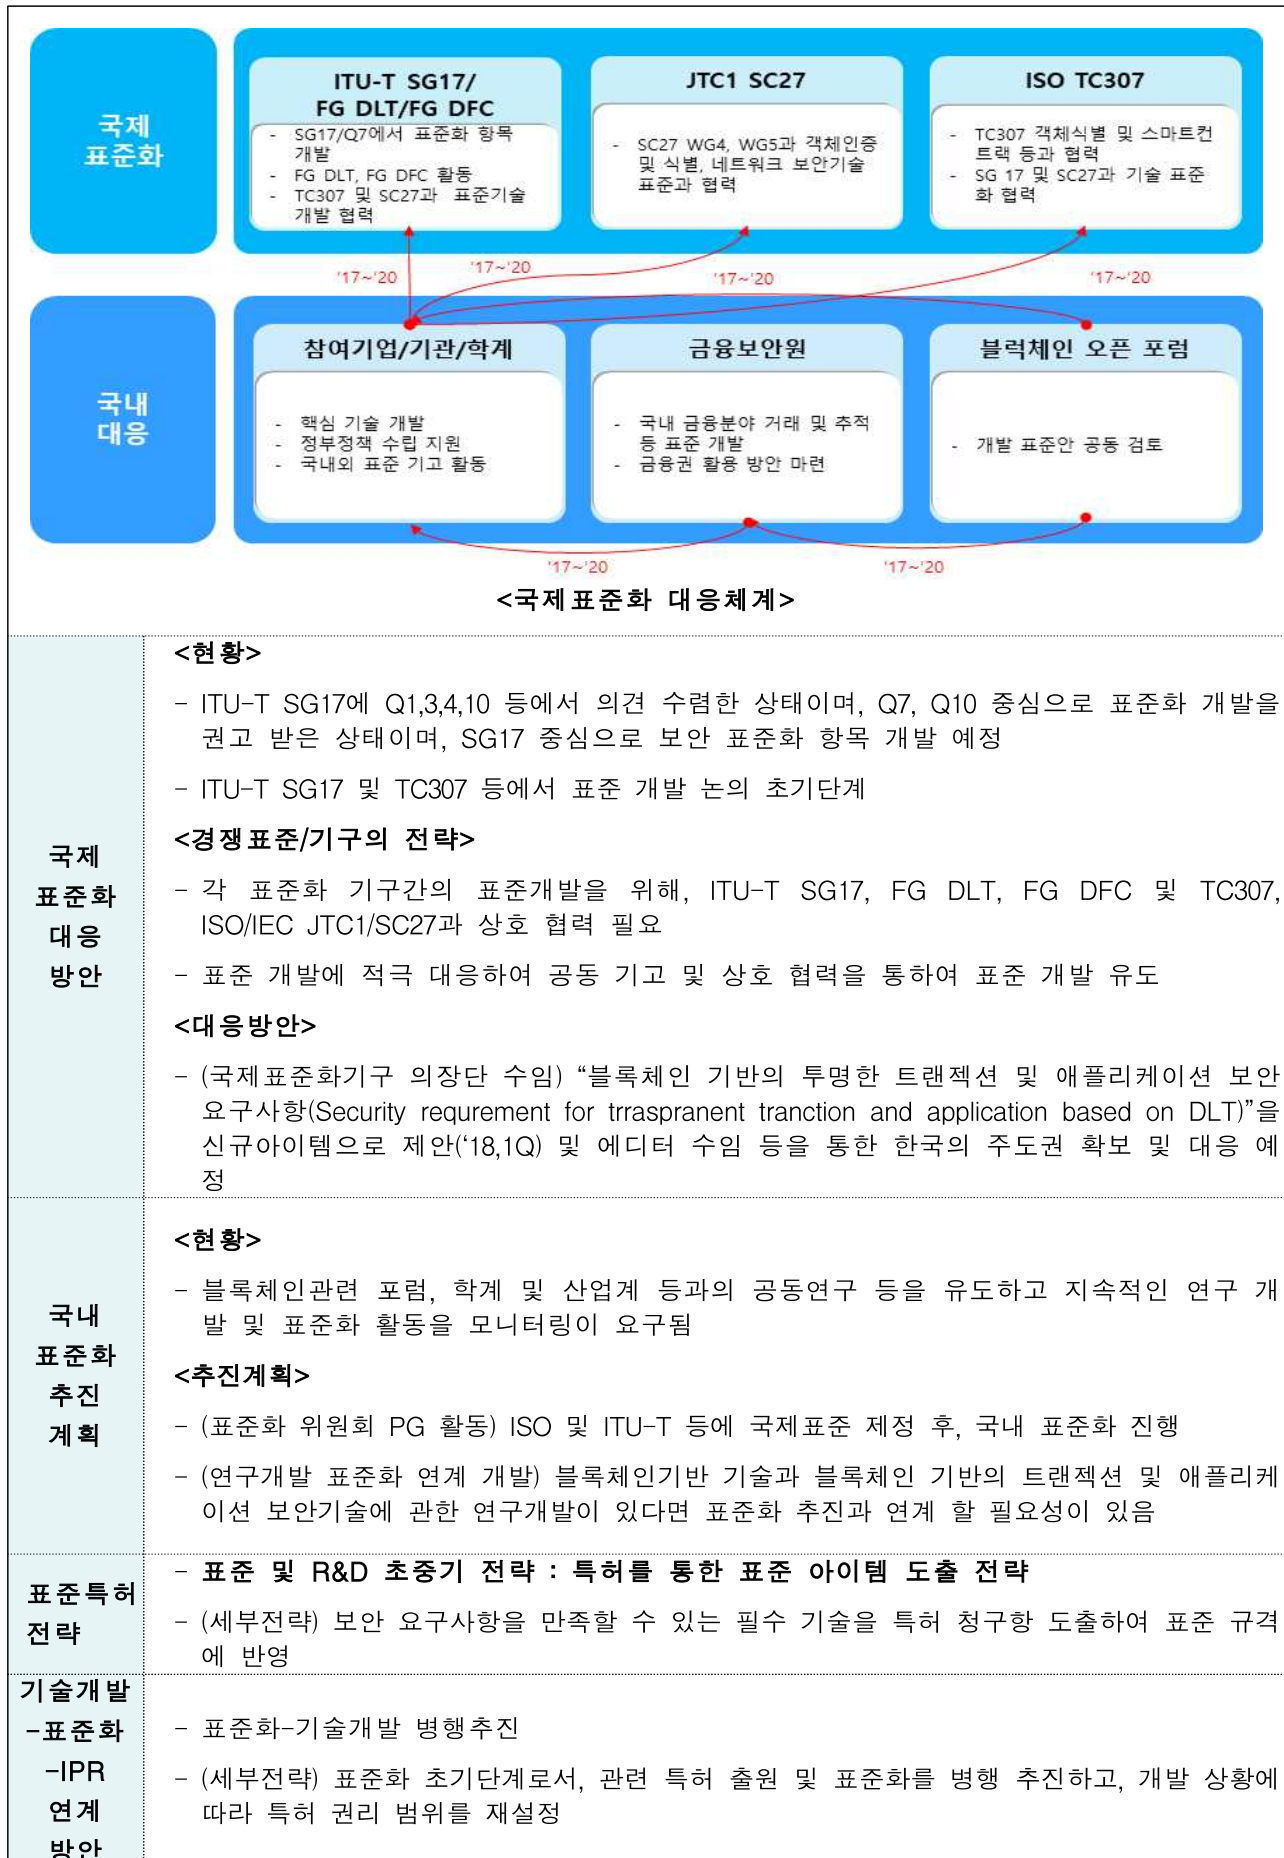 국제
표준화
ITU-T SG17/
FG DLT/FG DFC
- SG17/Q7에서 표준화 항목
개발
- FG DLT, FG DFC 활동
- TC307 및 SC27과 표준기술
개발 협력
JTC1 SC27
- SC27 WG4, WG5과 객체인증
및 식별, 네트워크 보안기술
표준과 협력
ISO TC307
- TC307 객체식별 및 스마트컨
트랙 등과 협력
- SG 17 및 SC27과 기술 표준
화 협력
'17~'20
'17~'20
'17~'20
'17~'20
국내
대응
참여기업/기관/학계
- 핵심 기술 개발
- 정부정책 수립 지원
- 국내외 표준 기고 활동
금융보안원
- 국내 금융분야 거래 및 추적
등 표준 개발
- 금융권 활용 방안 마련
블럭체인 오픈 포럼
- 개발 표준안 공동 검토
'17~'20
'17~'20
<국제표준화 대응체계>
국제
표준화
대응
방안
<현황>
- ITU-T SG17에 Q1,3,4,10 등에서 의견 수렴한 상태이며, Q7, Q10 중심으로 표준화 개발을
권고 받은 상태이며, SG17 중심으로 보안 표준화 항목 개발 예정
- ITU-T SG17 및 TC307 등에서 표준 개발 논의 초기단계
<경쟁표준/기구의 전략>
- 각 표준화 기구간의 표준개발을 위해, ITU-T SG17, FG DLT, FG DFC 및 TC307,
ISO/IEC JTC1/SC27과 상호 협력 필요
- 표준 개발에 적극 대응하여 공동 기고 및 상호 협력을 통하여 표준 개발 유도
<대응방안>
- (국제표준화기구 의장단 수임) “블록체인 기반의 투명한 트랜젝션 및 애플리케이션 보안
요구사항(Security requrement for trraspranent tranction and application based on DLT)”을
신규아이템으로 제안(‘18,1Q) 및 에디터 수임 등을 통한 한국의 주도권 확보 및 대응 예
정
국내
표준화
추진
계획
<현황>
- 블록체인관련 포럼, 학계 및 산업계 등과의 공동연구 등을 유도하고 지속적인 연구 개
발 및 표준화 활동을 모니터링이 요구됨
<추진계획>
- (표준화 위원회 PG 활동) ISO 및 ITU-T 등에 국제표준 제정 후, 국내 표준화 진행
- (연구개발 표준화 연계 개발) 블록체인기반 기술과 블록체인 기반의 트랜젝션 및 애플리케
이션 보안기술에 관한 연구개발이 있다면 표준화 추진과 연계 할 필요성이 있음
표준특허
전략
- 표준 및 R&D 초중기 전략 : 특허를 통한 표준 아이템 도출 전략
- (세부전략) 보안 요구사항을 만족할 수 있는 필수 기술을 특허 청구항 도출하여 표준 규격
에 반영
기술개발
-표준화
-IPR
연계
방안
- 표준화-기술개발 병행추진
- (세부전략) 표준화 초기단계로서, 관련 특허 출원 및 표준화를 병행 추진하고, 개발 상황에
따라 특허 권리 범위를 재설정